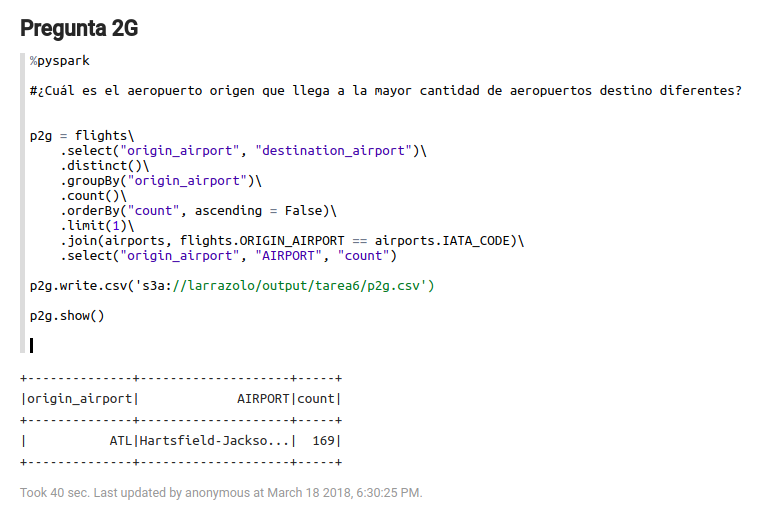 Pregunta 2G
%pyspark
#¿Cuál es el aeropuerto origen que llega a la mayor cantidad de aeropuertos destino diferentes?
p2g = flights\
    .select("origin_airport", "destination_airport")\
    .distinct()\
    .groupBy("origin_airport")\
    .count()\
    .orderBy("count", ascending = False)\
    .limit(1)\
    .join(airports, flights.ORIGIN_AIRPORT == airports.IATA_CODE)\
    .select("origin_airport", "AIRPORT", "count")
p2g.write.csv('s3a://larrazolo/output/tarea6/p2g.csv')
p2g.show()
+--------------+--------------------+-----+
|origin_airport|             AIRPORT|count|
+--------------+--------------------+-----+
|           ATL|Hartsfield-Jackso...|  169|
+--------------+--------------------+-----+
Took 40 sec. Last updated by anonymous at March 18 2018, 6:30:25 PM.